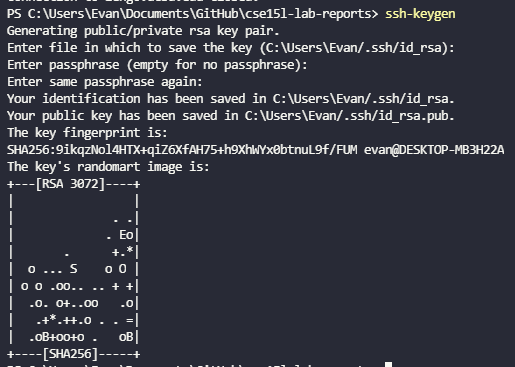 PS C:\Users\Evan\Documents\GitHub\cse15l-lab-reports> ssh-keygen
Generating public/private rsa key pair.
Enter file in which to save the key (C:\Users\Evan/.ssh/id_rsa):
Enter passphrase (empty for no passphrase):
Enter same passphrase again:
Your identification has been saved in C:\Users\Evan/.ssh/id_rsa.
Your public key has been saved in C:\Users\Evan/.ssh/id_rsa.pub.
The key fingerprint is:
SHA256:9ikqzNol4HTX+qiZ6XfAH75+h9XhWYx0btnuL9f/FUM evan@DESKTOP-MB3H22A
The key's randomart image is:
+---[RSA 3072]----+
|                 |
|              . .|
|             . Eo|
|       .      +.*|
|  o ... S    o O |
| o o .oo.. .. + +|
|  .o. o+..oo   .o|
|   .+*.++.o . . =|
|  .oB+oo+o .   oB|
+----[SHA256]-----+